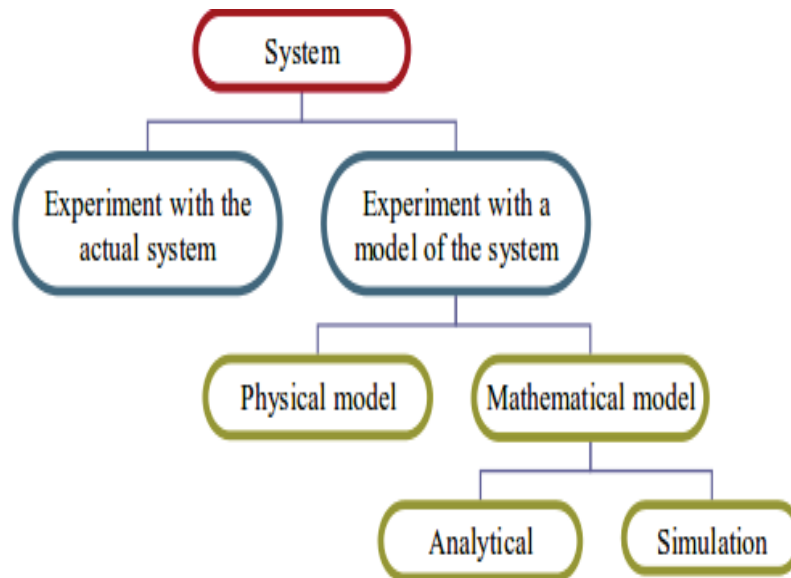 System
Experiment with the
actual system
Experiment with a
model of the system
Physical model
Mathematical model
Analytical
Simulation